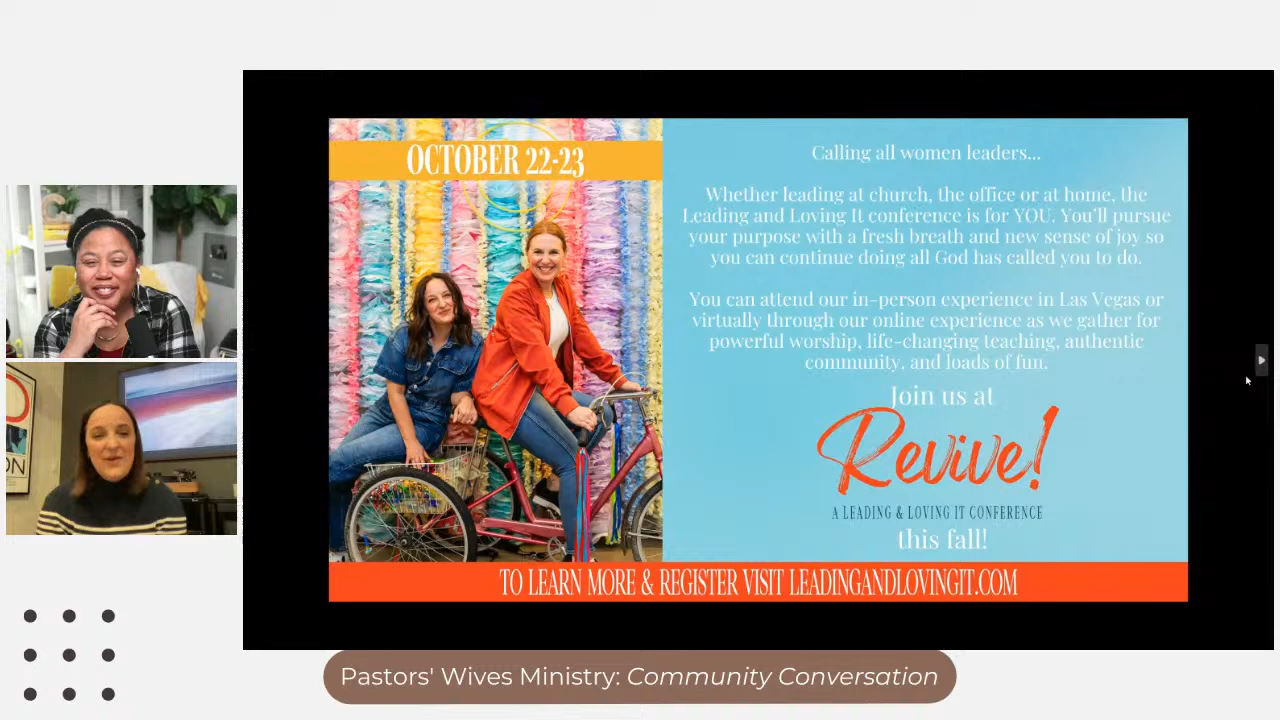 OCTOBER 22-23
Calling all women leaders...
Whether leading at church, the office or at home, the
Leading and Loving It conference is for YOU. You'll pursue
your purpose with a fresh breath and new sense of joy so
you can continue doing all God has called you to do.
You can attend our in-person experience in Las Vegas or
virtually through our online experience as we gather for
powerful worship, life-changing teaching, authentic
community, and loads of fun.
Join us at
Revive!
A LEADING & LOVING IT CONFERENCE
this fall!
TO LEARN MORE & REGISTER VISIT LEADINGANDLOVINGIT.COM
Pastors' Wives Ministry: Community Conversation